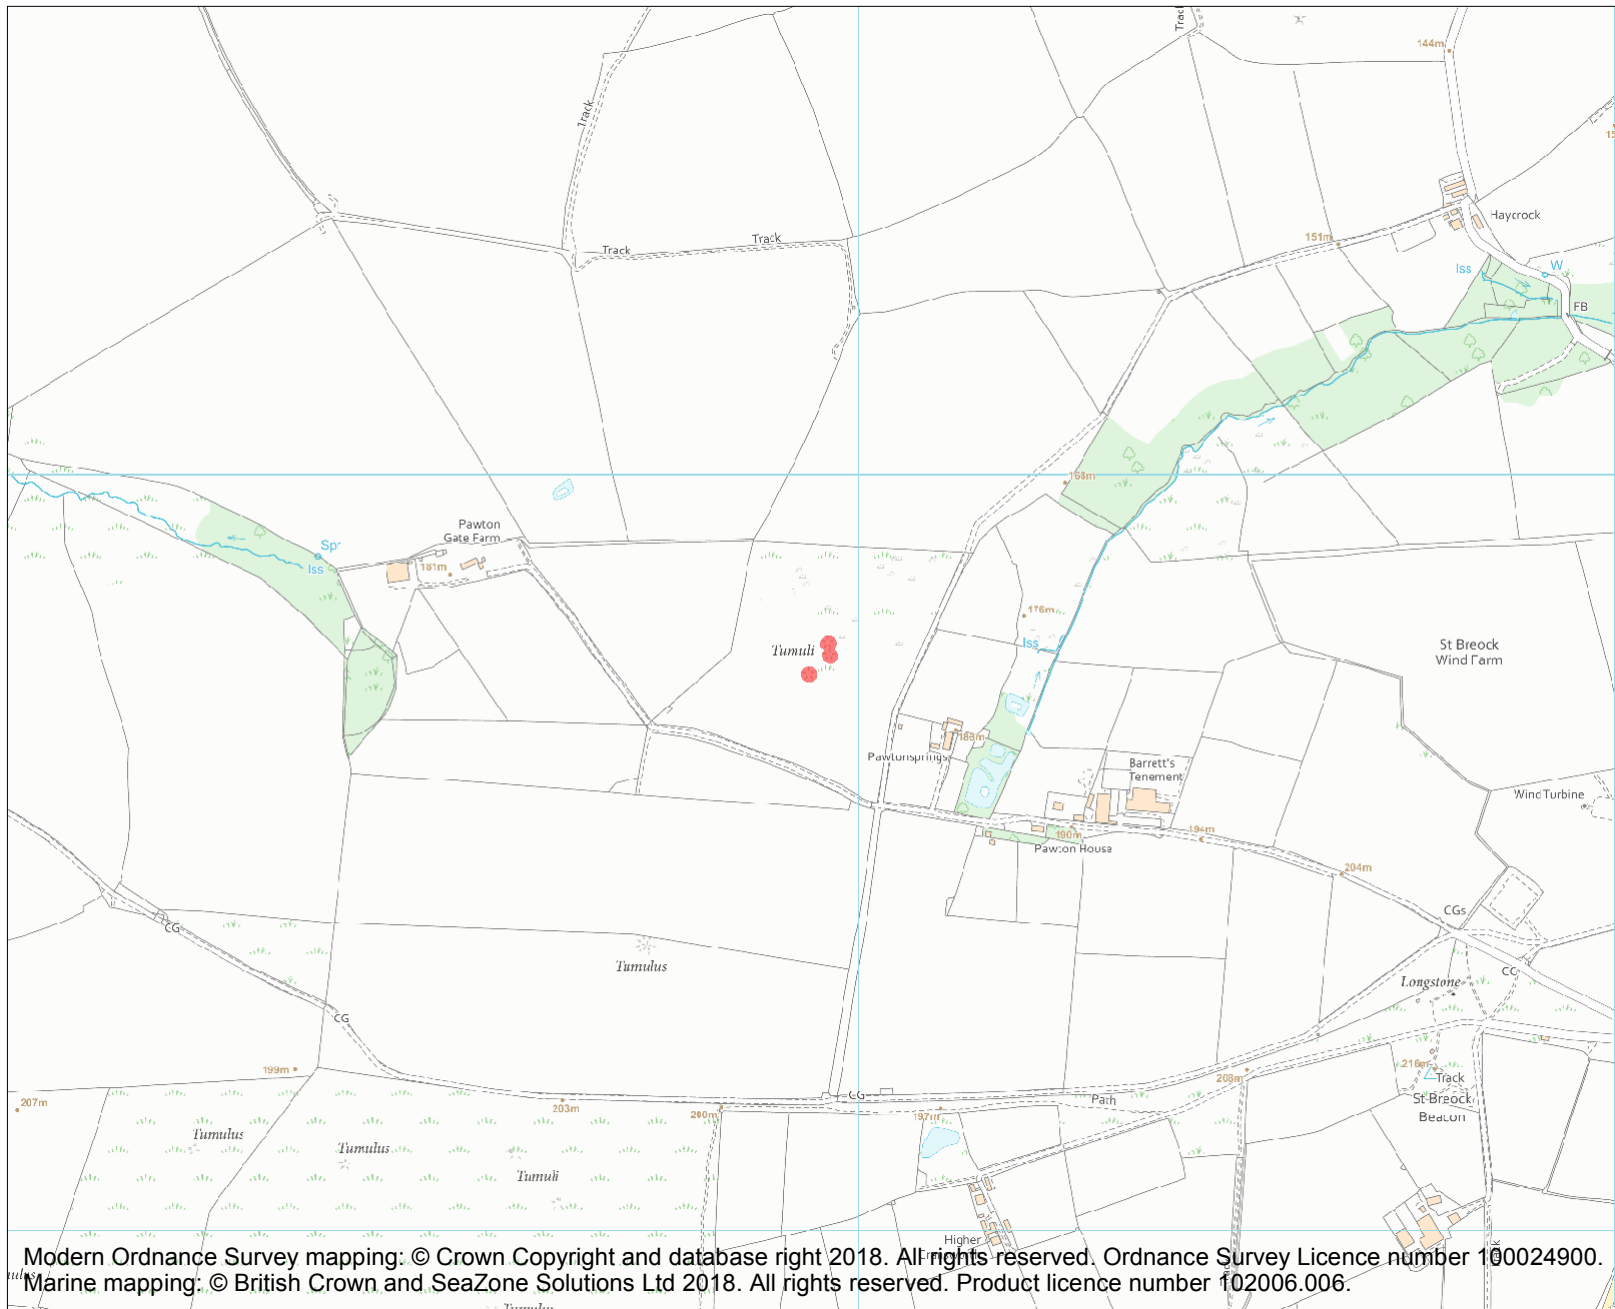 Track
144m
Track
Haycrock
Track
Track
151m
Iss
W
FB
168m
Pawton
Gate Farm
Spr
Iss
181m
176m
Iss
Tumuli
St Breock
Wind Farm
Pawtonsprings
Barrett's
Tenement
Wind Turbine
190m
194m
Pawton House
204m
CGs
CG
Tumulus
Longstone
CG
199m
216m
Track
208m
CG
Path
St Breock
Beacon
207m
203m
200m
197m
Tumulus
Tumulus
Tumuli
Higher
Modern Ordnance Survey mapping: © Crown Copyright and database right 2018. All rights reserved. Ordnance Survey Licence number 100024900.
Marine mapping: © British Crown and SeaZone Solutions Ltd 2018. All rights reserved. Product licence number 102006.006.
Tumulus